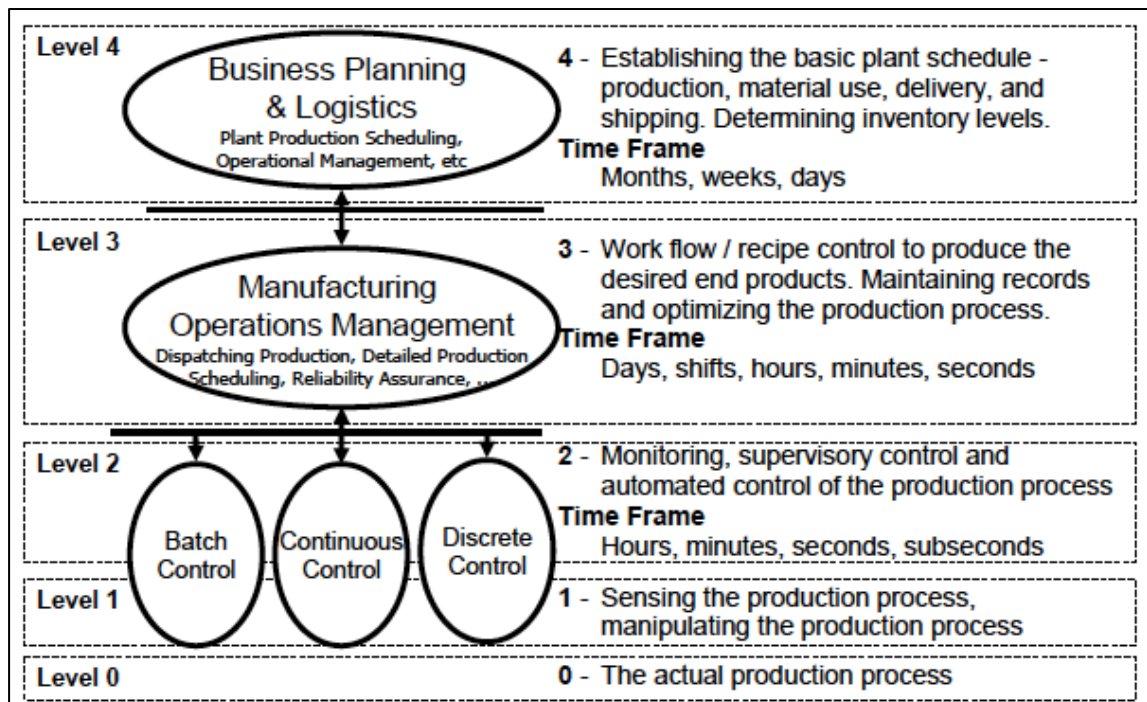 Level 4
Business Planning
& Logistics
Plant Production Scheduling,
Operational Management, etc
4 - Establishing the basic plant schedule -
production, material use, delivery, and
shipping. Determining inventory levels.
Time Frame
Months, weeks, days
Level 3
Manufacturing
Operations Management
Dispatching Production, Detailed Production
Scheduling, Reliability Assurance, ...
3 - Work flow / recipe control to produce the
desired end products. Maintaining records
and optimizing the production process.
Time Frame
Days, shifts, hours, minutes, seconds
Level 2
Batch
Control
Continuous
Control
Discrete
Control
2 - Monitoring, supervisory control and
automated control of the production process
Time Frame
Hours, minutes, seconds, subseconds
Level 1
1 - Sensing the production process,
manipulating the production process
Level 0
0 - The actual production process